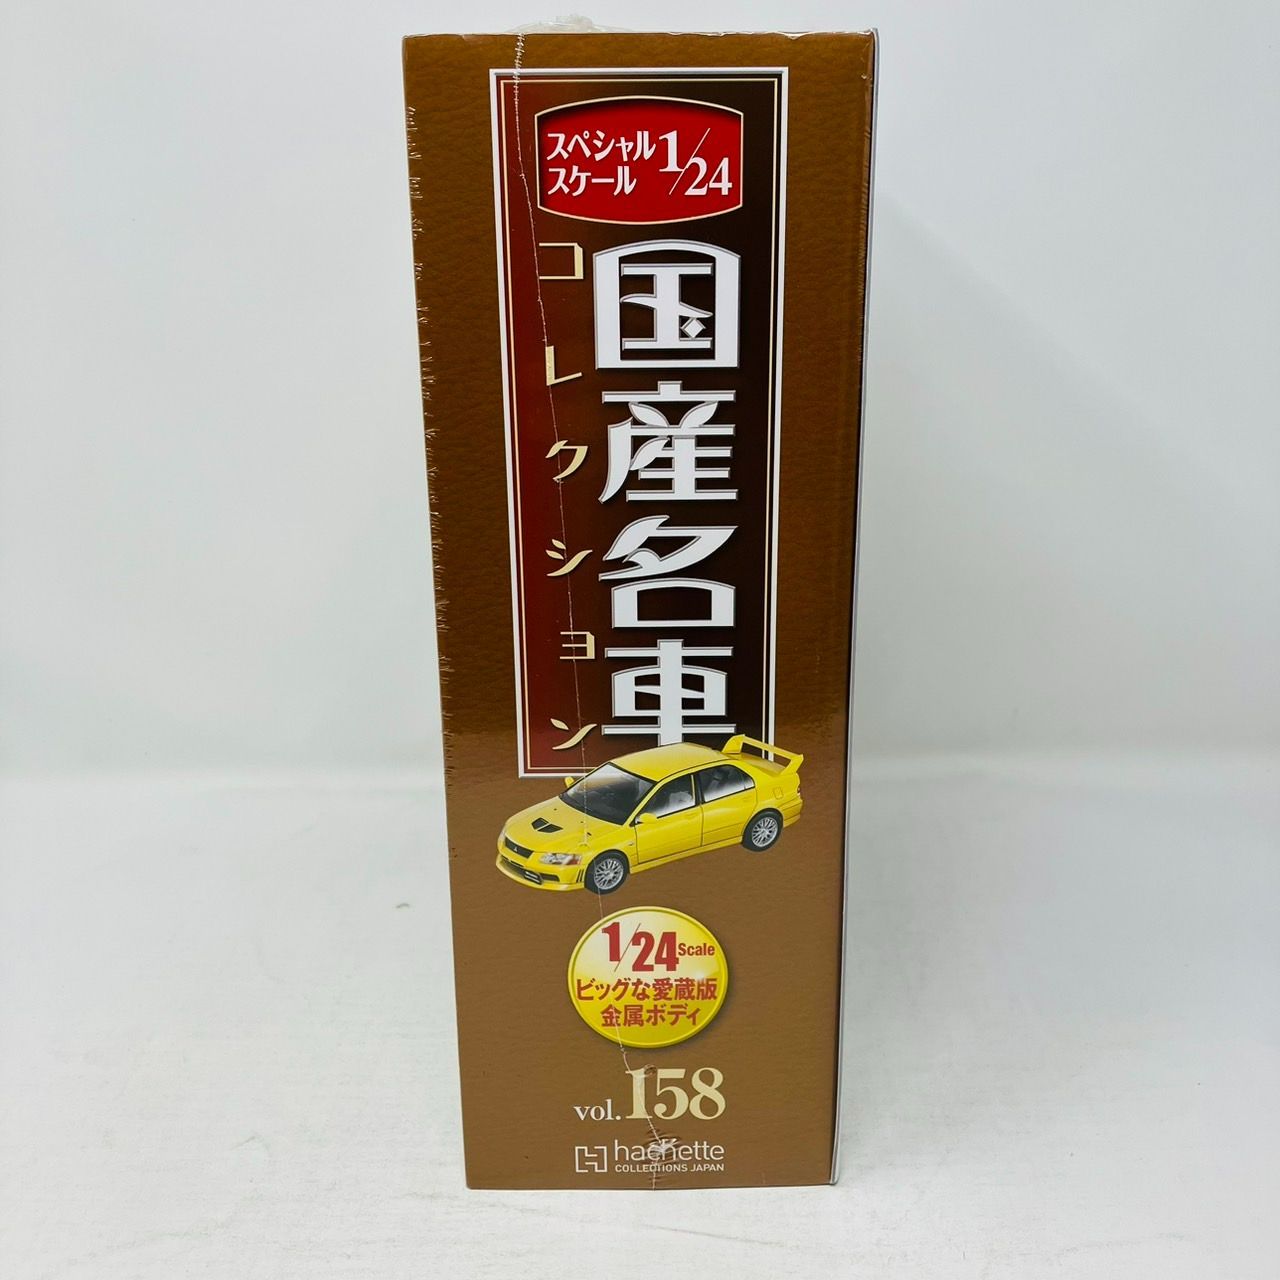 スペシャル
スケール
1/24
国産名車
コレクション
1/24 Scale
ビッグな愛蔵版
金属ボディ
vol.158
hachette
COLLECTIONS JAPAN